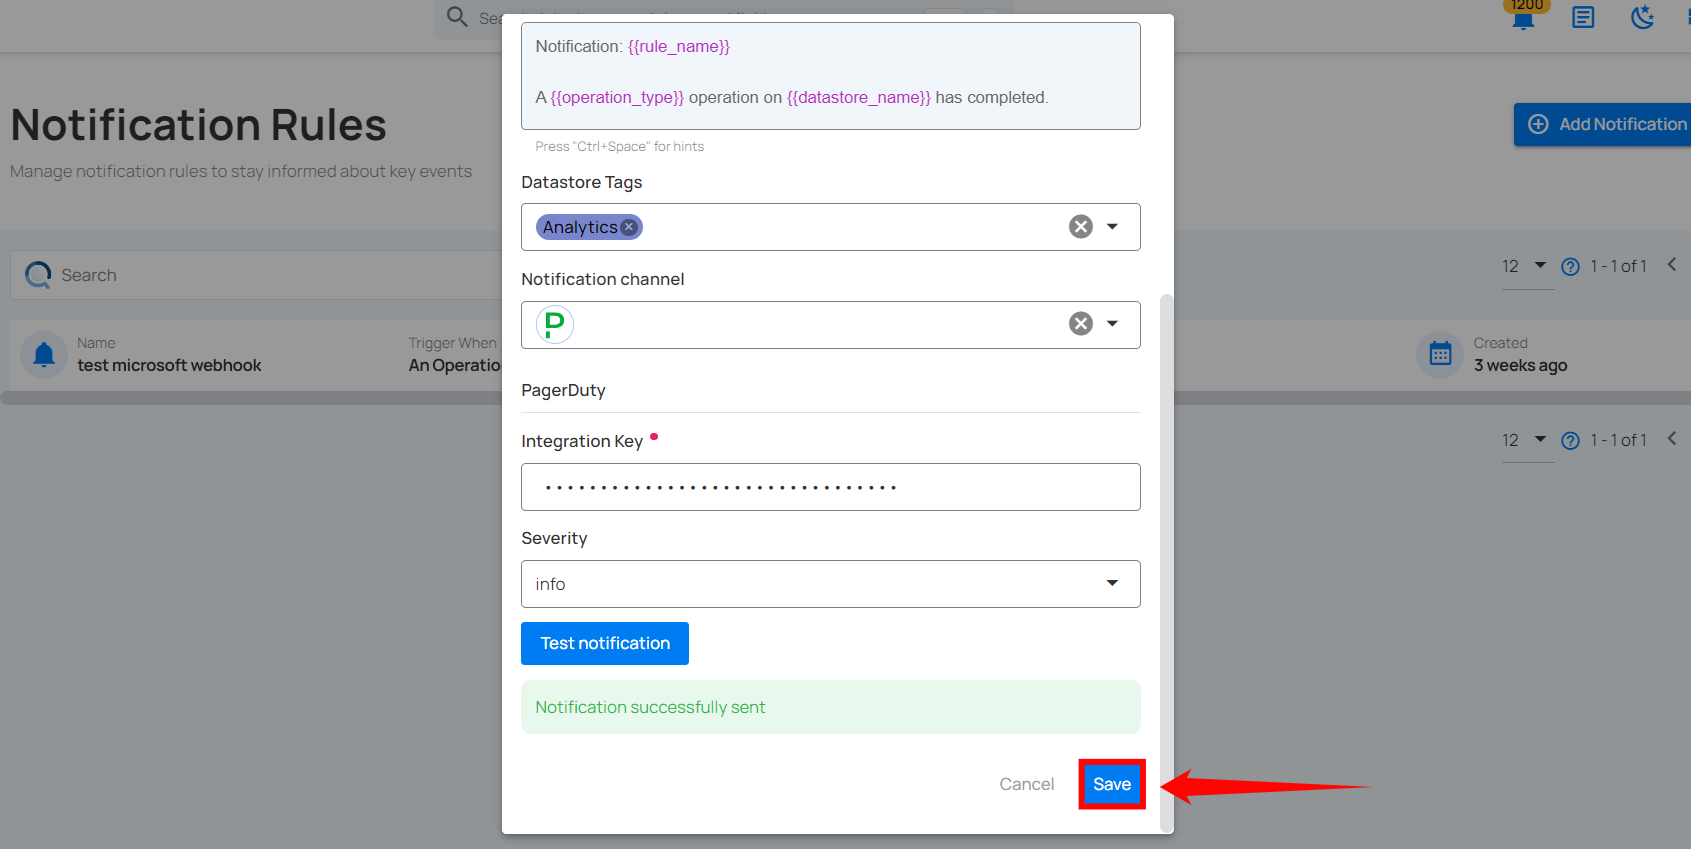 1200
Notification Rules
Manage notification rules to stay informed about key events
Add Notification
Search
12
1 - 1 of 1
Name
test microsoft webhook
Trigger When
An Operatio
Created
3 weeks ago
12
1 - 1 of 1
Notification: {{rule_name}}
A {{operation_type}} operation on {{datastore_name}} has completed.
Press "Ctrl+Space" for hints
Datastore Tags
Analytics
Notification channel
P
PagerDuty
Integration Key
Severity
info
Test notification
Notification successfully sent
Cancel
Save